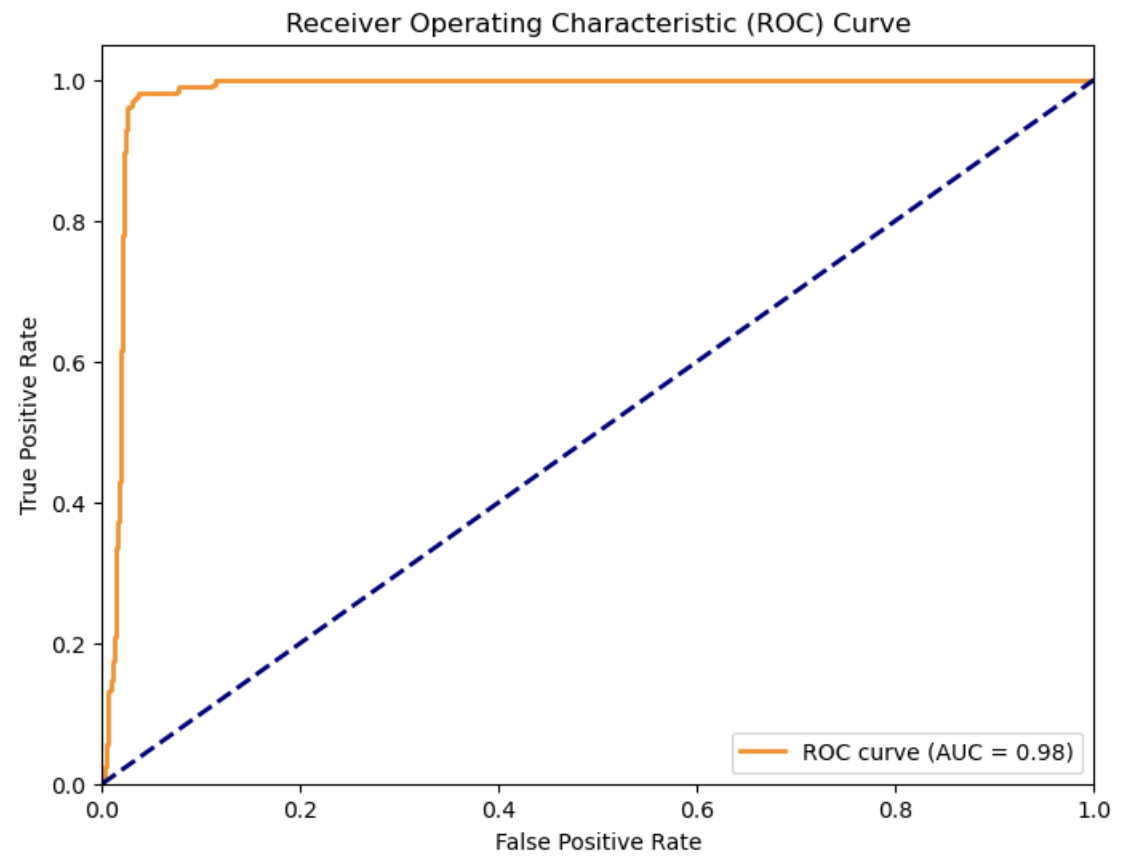 Receiver Operating Characteristic (ROC) Curve
1.0
0.8
0.6
0.4
0.2
0.0
True Positive Rate
ROC curve (AUC = 0.98)
0.0 0.2 0.4 0.6 0.8 1.0
False Positive Rate